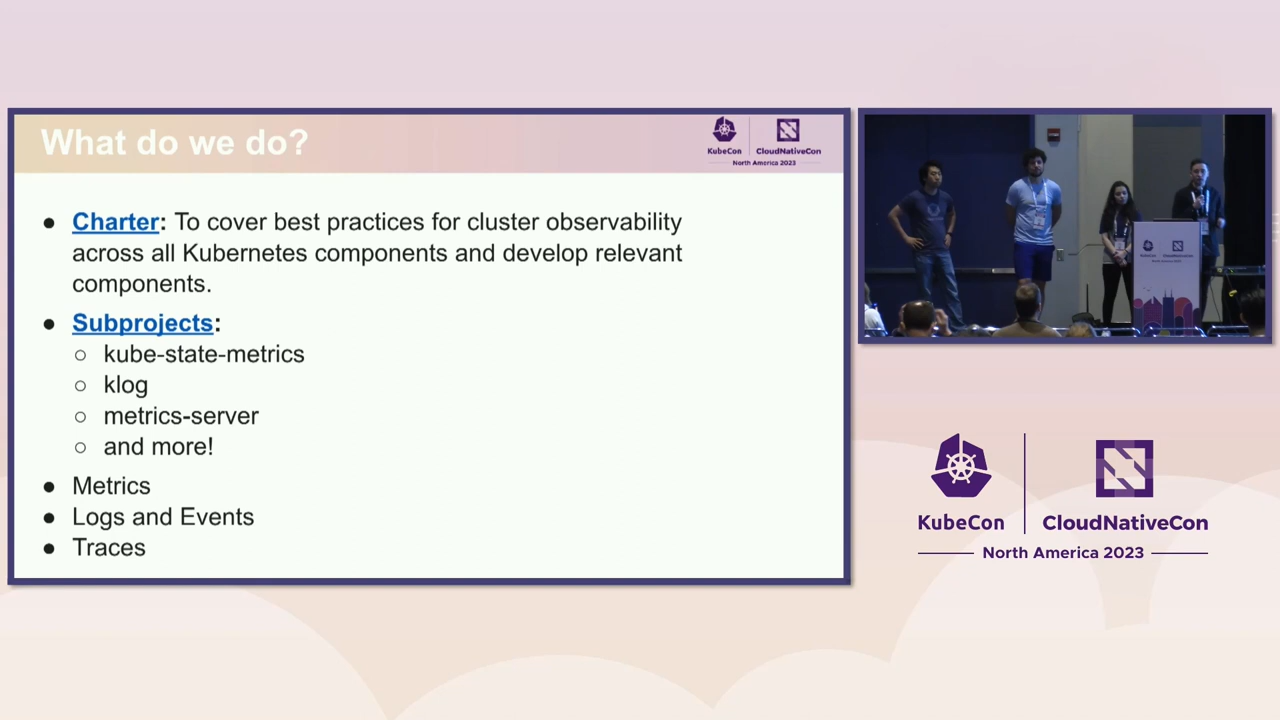 What do we do?
KubeCon
CloudNativeCon
North America 2023
● Charter: To cover best practices for cluster observability
across all Kubernetes components and develop relevant
components.
● Subprojects:
○ kube-state-metrics
○ klog
○ metrics-server
○ and more!
● Metrics
● Logs and Events
● Traces
KubeCon
CloudNativeCon
North America 2023